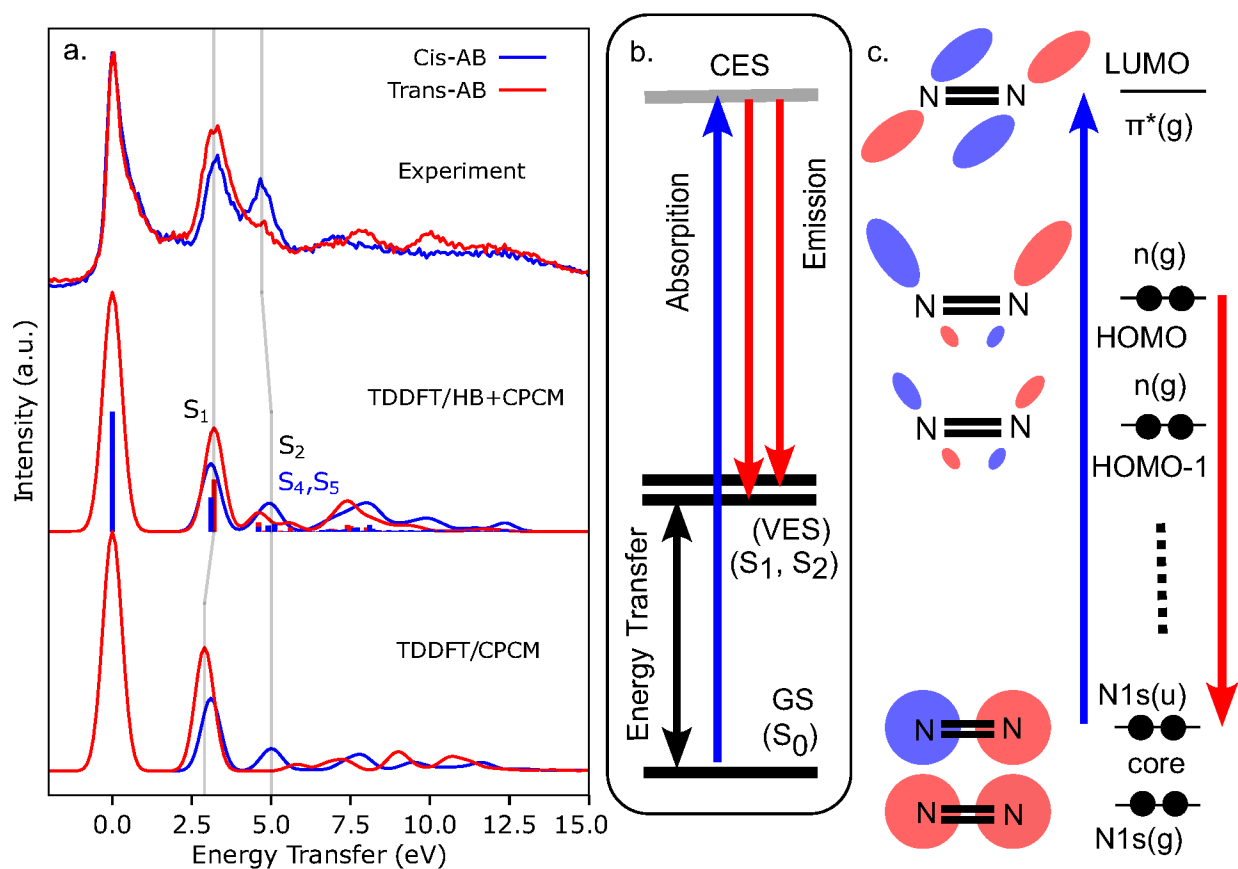 a.
Cis-AB
Trans-AB
Experiment
TDDFT/HB+CPCM
S1
S2
S4,S5
TDDFT/CPCM
Intensity (a.u.)
0.0 2.5 5.0 7.5 10.0 12.5 15.0
Energy Transfer (eV)
b.
CES
Absorpition
Emission
(VES)
(S1, S2)
Energy Transfer
GS
(S0)
c.
LUMO
N N
π*(g)
n(g)
N N
HOMO
n(g)
N N
HOMO-1
N1s(u)
N N
core
N N
N1s(g)